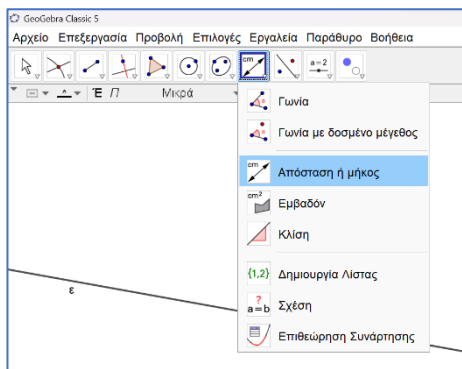 GeoGebra Classic 5
Αρχείο Επεξεργασία Προβολή Επιλογές Εργαλεία Παράθυρο Βοήθεια
cm a=2
Έ Π Μικρά
Γωνία
Γωνία με δοσμένο μέγεθος
cm Απόσταση ή μήκος
cm² Εμβαδόν
Κλίση
{1,2} Δημιουργία Λίστας
? a=b Σχέση
Επιθεώρηση Συνάρτησης
ε